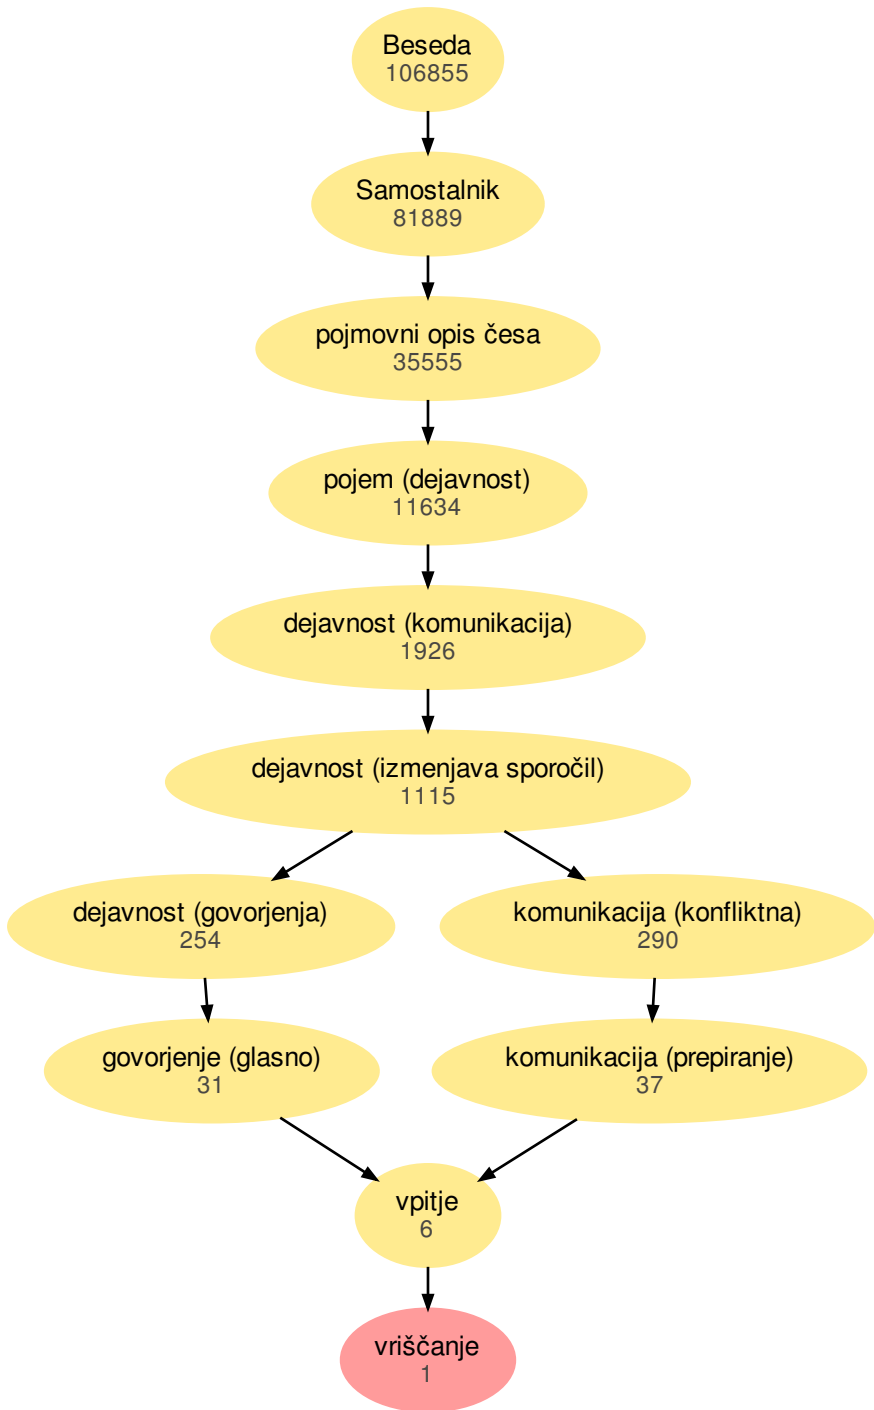 Beseda
106855
Samostalnik
81889
pojmovni opis česa
35555
pojem (dejavnost)
11634
dejavnost (komunikacija)
1926
dejavnost (izmenjava sporočil)
1115
dejavnost (govorjenja)
254
komunikacija (konfliktna)
290
govorjenje (glasno)
31
komunikacija (prepiranje)
37
vpitje
6
vriščanje
1